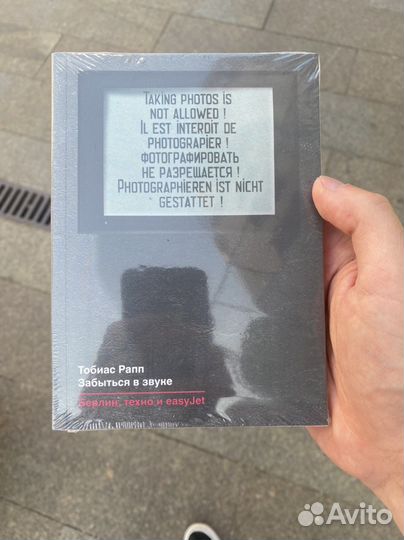 TAKING PHOTOS IS
NOT ALLOWED !
IL EST INTERDIT DE
PHOTOGRAPIER !
ФОТОГРАФИРОВАТЬ
НЕ РАЗРЕШАЕТСЯ !
PHOTOGRAPHIEREN IST NICHT
GESTATTET !
Тобиас Рапп
Забыться в звуке
Берлин, техно и easyJet
Avito